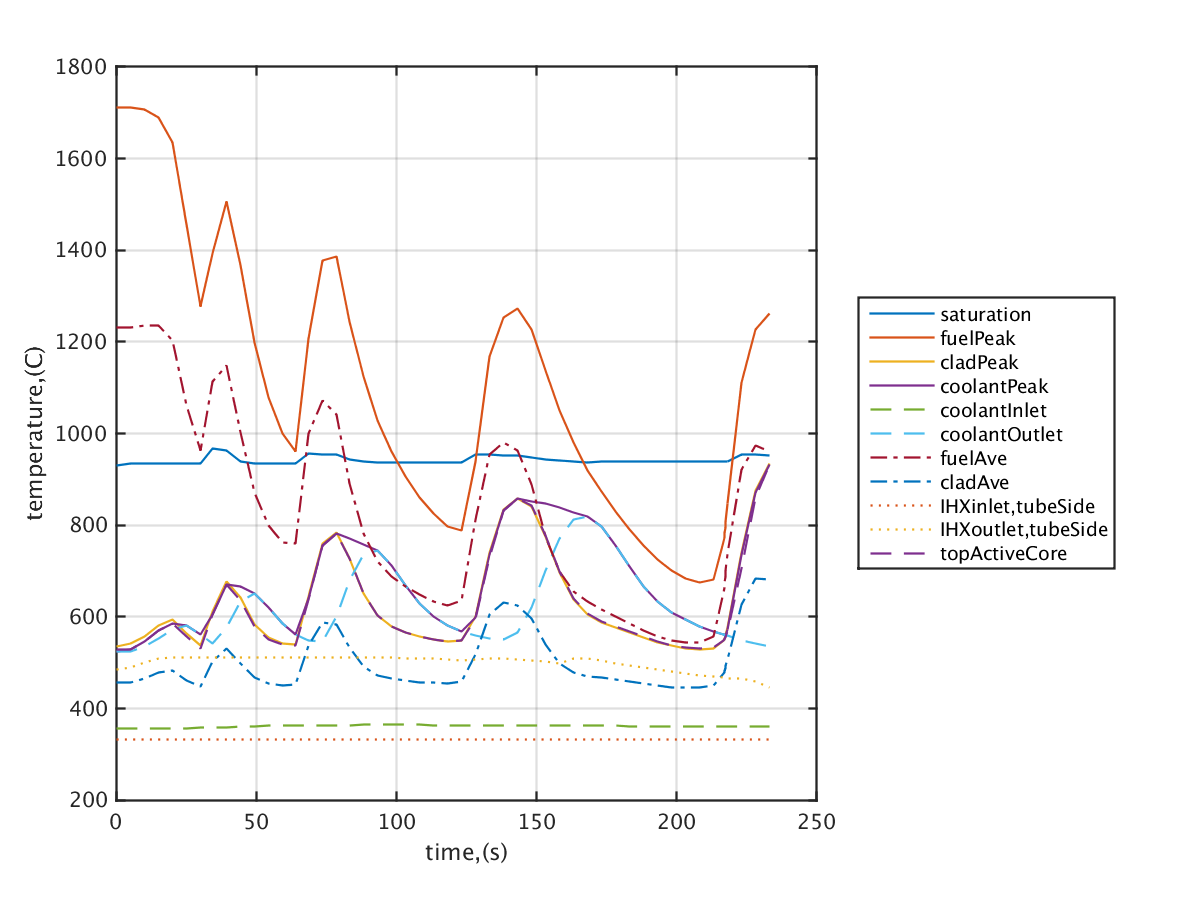 1800
1600
1400
1200
1000
800
600
400
200
temperature,(C)
0 50 100 150 200 250
time,(s)
saturation
fuelPeak
cladPeak
coolantPeak
coolantInlet
coolantOutlet
fuelAve
cladAve
IHXinlet,tubeSide
IHXoutlet,tubeSide
topActiveCore